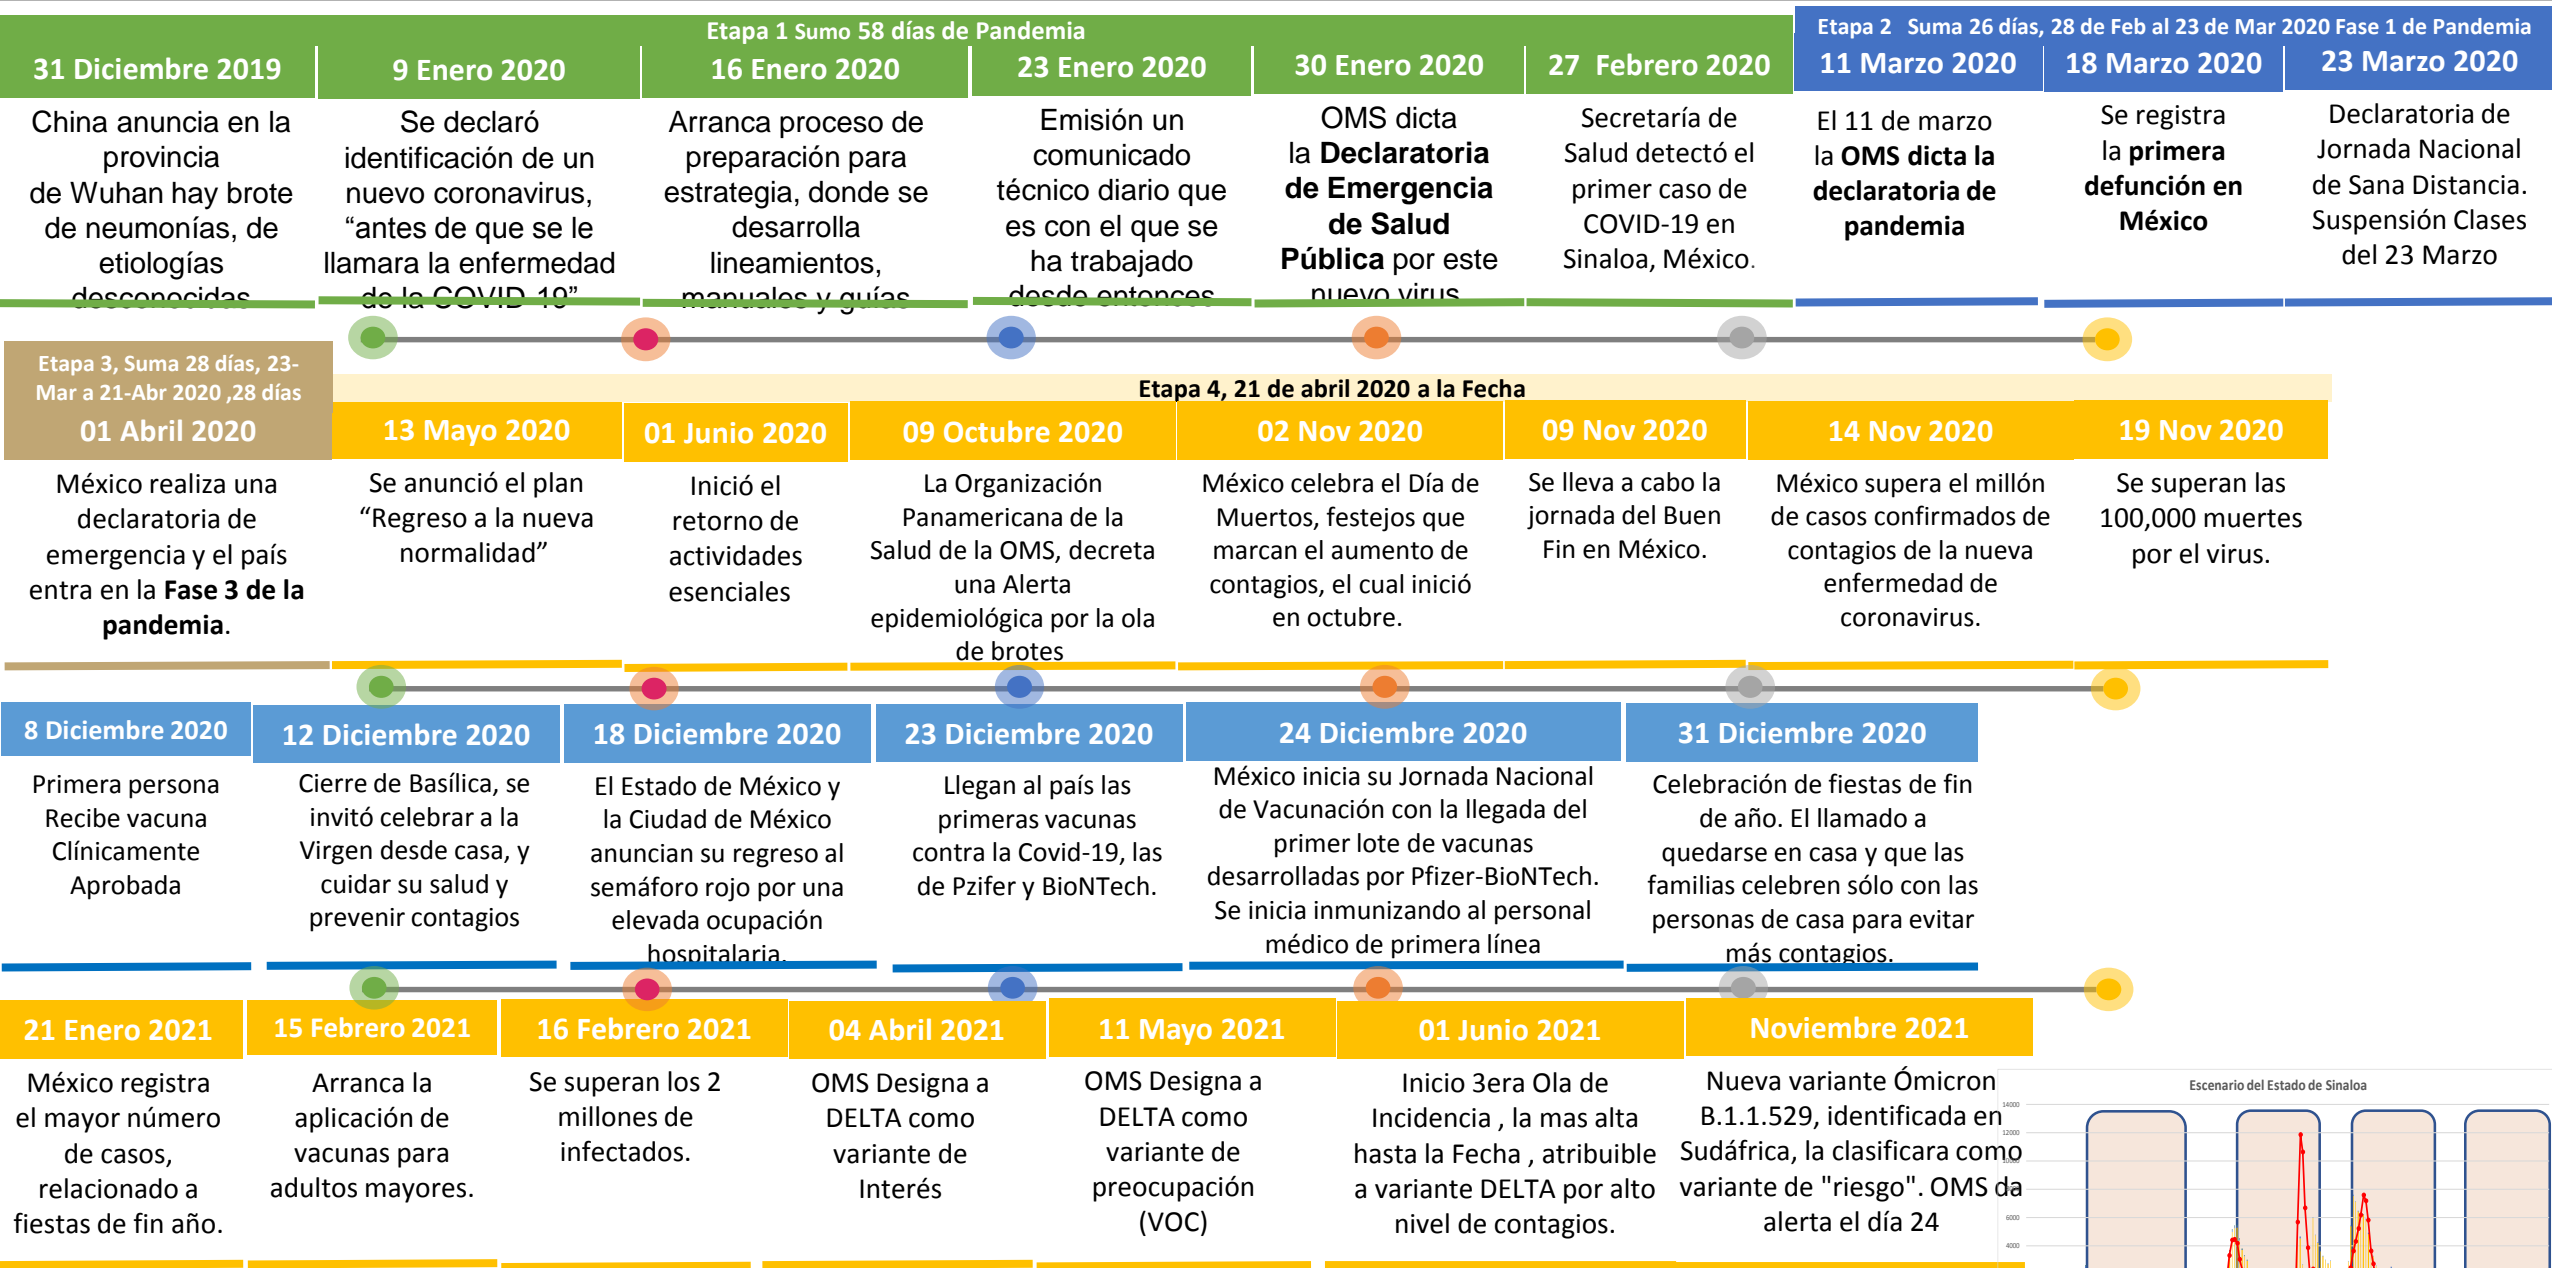 Etapa 1 Sumo 58 días de Pandemia
Etapa 2 Suma 26 días, 28 de Feb al 23 de Mar 2020 Fase 1 de Pandemia
31 Diciembre 2019
China anuncia en la
provincia
de Wuhan hay brote
de neumonías, de
etiologías
desconocidas
9 Enero 2020
Se declaró
identificación de un
nuevo coronavirus,
“antes de que se le
llamara la enfermedad
de la COVID-19”
16 Enero 2020
Arranca proceso de
preparación para
estrategia, donde se
desarrolla
lineamientos,
manuales y guías
23 Enero 2020
Emisión un
comunicado
técnico diario que
es con el que se
ha trabajado
desde entonces
30 Enero 2020
OMS dicta
la Declaratoria
de Emergencia
de Salud
Pública por este
nuevo virus
27 Febrero 2020
Secretaría de
Salud detectó el
primer caso de
COVID-19 en
Sinaloa, México.
11 Marzo 2020
El 11 de marzo
la OMS dicta la
declaratoria de
pandemia
18 Marzo 2020
Se registra
la primera
defunción en
México
23 Marzo 2020
Declaratoria de
Jornada Nacional
de Sana Distancia.
Suspensión Clases
del 23 Marzo
Etapa 3, Suma 28 días, 23-
Mar a 21-Abr 2020 ,28 días
01 Abril 2020
México realiza una
declaratoria de
emergencia y el país
entra en la Fase 3 de la
pandemia.
Etapa 4, 21 de abril 2020 a la Fecha
13 Mayo 2020
Se anunció el plan
“Regreso a la nueva
normalidad”
01 Junio 2020
Inició el
retorno de
actividades
esenciales
09 Octubre 2020
La Organización
Panamericana de la
Salud de la OMS, decreta
una Alerta
epidemiológica por la ola
de brotes
02 Nov 2020
México celebra el Día de
Muertos, festejos que
marcan el aumento de
contagios, el cual inició
en octubre.
09 Nov 2020
Se lleva a cabo la
jornada del Buen
Fin en México.
14 Nov 2020
México supera el millón
de casos confirmados de
contagios de la nueva
enfermedad de
coronavirus.
19 Nov 2020
Se superan las
100,000 muertes
por el virus.
8 Diciembre 2020
Primera persona
Recibe vacuna
Clínicamente
Aprobada
12 Diciembre 2020
Cierre de Basílica, se
invitó celebrar a la
Virgen desde casa, y
cuidar su salud y
prevenir contagios
18 Diciembre 2020
El Estado de México y
la Ciudad de México
anuncian su regreso al
semáforo rojo por una
elevada ocupación
hospitalaria.
23 Diciembre 2020
Llegan al país las
primeras vacunas
contra la Covid-19, las
de Pzifer y BioNTech.
24 Diciembre 2020
México inicia su Jornada Nacional
de Vacunación con la llegada del
primer lote de vacunas
desarrolladas por Pfizer-BioNTech.
Se inicia inmunizando al personal
médico de primera línea
31 Diciembre 2020
Celebración de fiestas de fin
de año. El llamado a
quedarse en casa y que las
familias celebren sólo con las
personas de casa para evitar
más contagios.
21 Enero 2021
México registra
el mayor número
de casos,
relacionado a
fiestas de fin año.
15 Febrero 2021
Arranca la
aplicación de
vacunas para
adultos mayores.
16 Febrero 2021
Se superan los 2
millones de
infectados.
04 Abril 2021
OMS Designa a
DELTA como
variante de
Interés
11 Mayo 2021
OMS Designa a
DELTA como
variante de
preocupación
(VOC)
01 Junio 2021
Inicio 3era Ola de
Incidencia , la mas alta
hasta la Fecha , atribuible
a variante DELTA por alto
nivel de contagios.
Noviembre 2021
Nueva variante Ómicron
B.1.1.529, identificada en
Sudáfrica, la clasificara como
variante de "riesgo". OMS da
alerta el día 24
Escenario del Estado de Sinaloa
14000
12000
10000
6000
4000